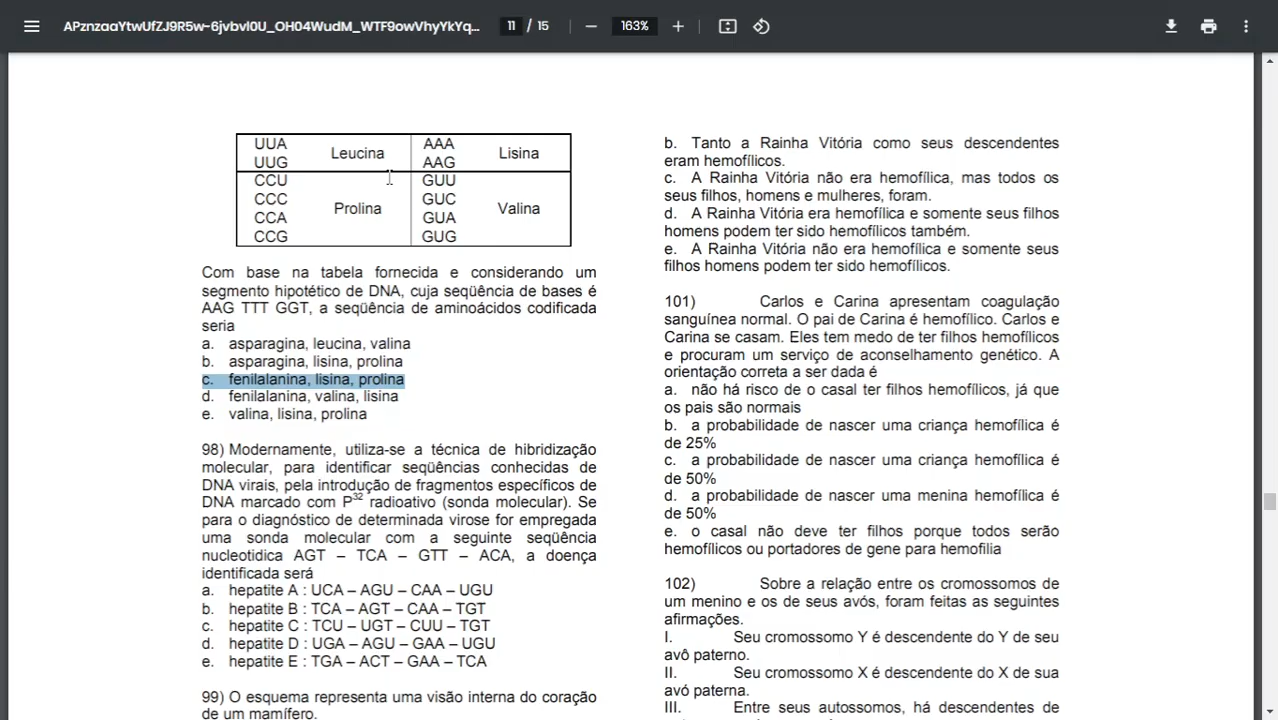 APznzaaYtwUfZJ9R5w-6jvbvl0U_OH04WudM_WTF9owVhyYkYq... 11 / 15 163%
UUA
UUG
Leucina
AAA
AAG
Lisina
CCU
CCC
CCA
CCG
Prolina
GUU
GUC
GUA
GUG
Valina
Com base na tabela fornecida e considerando um
segmento hipotético de DNA, cuja seqüência de bases é
AAG TTT GGT, a seqüência de aminoácidos codificada
seria
a. asparagina, leucina, valina
b. asparagina, lisina, prolina
c. fenilalanina, lisina, prolina
d. fenilalanina, valina, lisina
e. valina, lisina, prolina
98) Modernamente, utiliza-se a técnica de hibridização
molecular, para identificar seqüências conhecidas de
DNA virais, pela introdução de fragmentos específicos de
DNA marcado com P32 radioativo (sonda molecular). Se
para o diagnóstico de determinada virose for empregada
uma sonda molecular com a seguinte seqüência
nucleotidica AGT – TCA – GTT – ACA, a doença
identificada será
a. hepatite A : UCA – AGU – CAA – UGU
b. hepatite B : TCA – AGT – CAA – TGT
c. hepatite C : TCU – UGT – CUU – TGT
d. hepatite D : UGA – AGU – GAA – UGU
e. hepatite E : TGA – ACT – GAA – TCA
99) O esquema representa uma visão interna do coração
de um mamífero.
b. Tanto a Rainha Vitória como seus descendentes
eram hemofílicos.
c. A Rainha Vitória não era hemofílica, mas todos os
seus filhos, homens e mulheres, foram.
d. A Rainha Vitória era hemofílica e somente seus filhos
homens podem ter sido hemofílicos também.
e. A Rainha Vitória não era hemofílica e somente seus
filhos homens podem ter sido hemofílicos.
101) Carlos e Carina apresentam coagulação
sanguínea normal. O pai de Carina é hemofílico. Carlos e
Carina se casam. Eles tem medo de ter filhos hemofílicos
e procuram um serviço de aconselhamento genético. A
orientação correta a ser dada é
a. não há risco de o casal ter filhos hemofílicos, já que
os pais são normais
b. a probabilidade de nascer uma criança hemofílica é
de 25%
c. a probabilidade de nascer uma criança hemofílica é
de 50%
d. a probabilidade de nascer uma menina hemofílica é
de 50%
e. o casal não deve ter filhos porque todos serão
hemofílicos ou portadores de gene para hemofilia
102) Sobre a relação entre os cromossomos de
um menino e os de seus avós, foram feitas as seguintes
afirmações.
I. Seu cromossomo Y é descendente do Y de seu
avô paterno.
II. Seu cromossomo X é descendente do X de sua
avó paterna.
III. Entre seus autossomos, há descendentes de